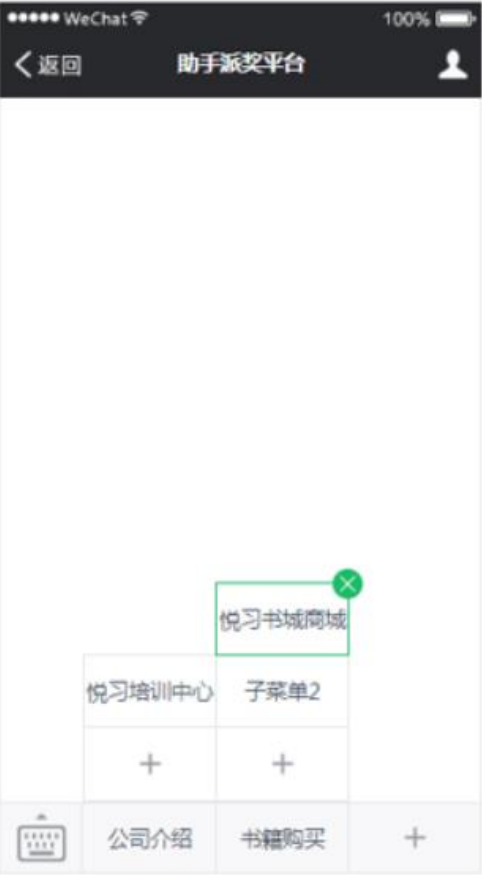 ●●●●● WeChat 100%
返回 助手派奖平台
悦习书城商城
悦习培训中心 子菜单2
+ +
公司介绍 书籍购买 +